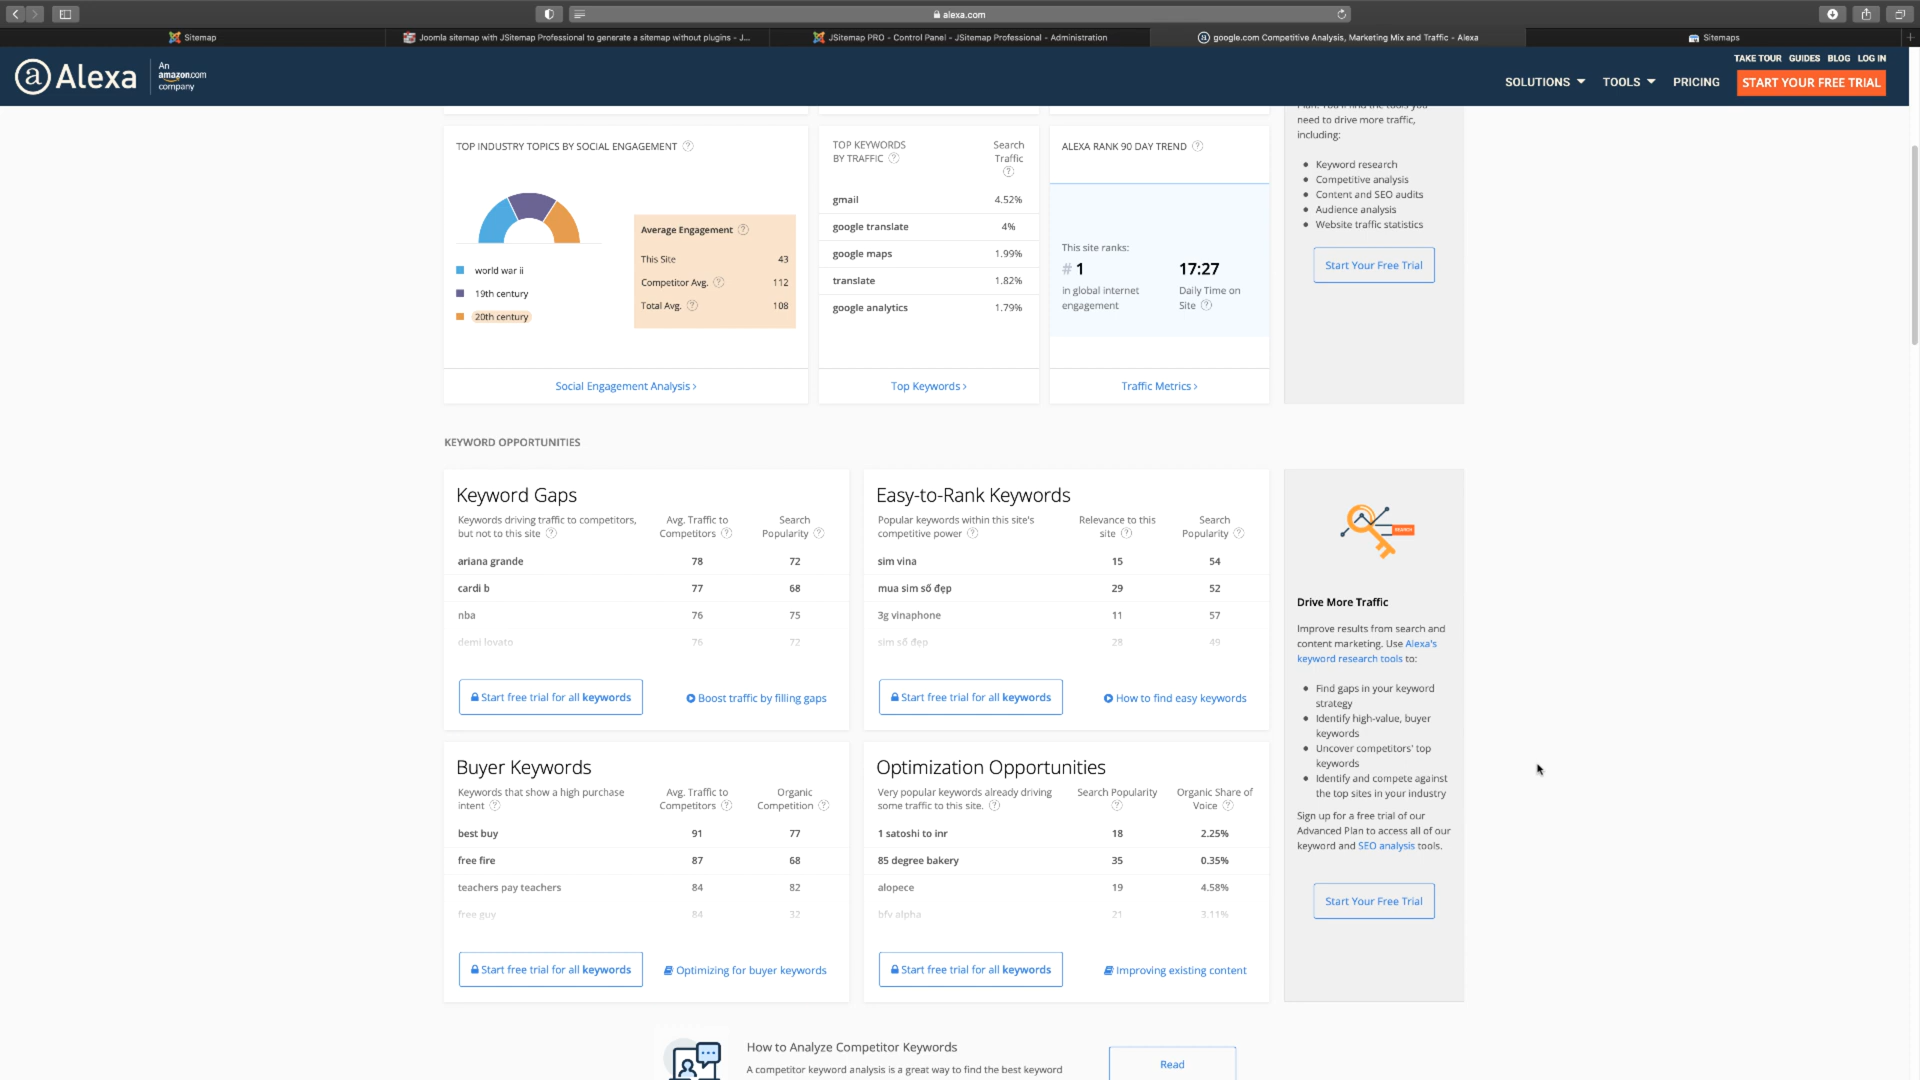 alexa.com
Sitemap
Joomla sitemap with JSitemap Professional to generate a sitemap without plugins - J...
JSitemap PRO - Control Panel - JSitemap Professional - Administration
google.com Competitive Analysis, Marketing Mix and Traffic - Alexa
Sitemaps
Alexa
An
amazon.com
company
TAKE TOUR GUIDES BLOG LOG IN
SOLUTIONS TOOLS PRICING START YOUR FREE TRIAL
need to drive more traffic,
including:
Keyword research
Competitive analysis
Content and SEO audits
Audience analysis
Website traffic statistics
Start Your Free Trial
TOP INDUSTRY TOPICS BY SOCIAL ENGAGEMENT
world war ii
19th century
20th century
Average Engagement
This Site 43
Competitor Avg. 112
Total Avg. 108
Social Engagement Analysis
TOP KEYWORDS
BY TRAFFIC
Search
Traffic
gmail 4.52%
google translate 4%
google maps 1.99%
translate 1.82%
google analytics 1.79%
Top Keywords
ALEXA RANK 90 DAY TREND
This site ranks:
# 1
in global internet
engagement
17:27
Daily Time on
Site
Traffic Metrics
KEYWORD OPPORTUNITIES
Keyword Gaps
Keywords driving traffic to competitors,
but not to this site
Avg. Traffic to
Competitors
Search
Popularity
ariana grande 78 72
cardi b 77 68
nba 76 75
demi lovato 76 72
Start free trial for all keywords
Boost traffic by filling gaps
Easy-to-Rank Keywords
Popular keywords within this site's
competitive power
Relevance to this
site
Search
Popularity
sim vina 15 54
mua sim số đẹp 29 52
3g vinaphone 11 57
sim số đẹp 28 49
Start free trial for all keywords
How to find easy keywords
SEARCH
Drive More Traffic
Improve results from search and
content marketing. Use Alexa's
keyword research tools to:
Find gaps in your keyword
strategy
Identify high-value, buyer
keywords
Uncover competitors' top
keywords
Identify and compete against
the top sites in your industry
Sign up for a free trial of our
Advanced Plan to access all of our
keyword and SEO analysis tools.
Start Your Free Trial
Buyer Keywords
Keywords that show a high purchase
intent
Avg. Traffic to
Competitors
Organic
Competition
best buy 91 77
free fire 87 68
teachers pay teachers 84 82
free guy 84 32
Start free trial for all keywords
Optimizing for buyer keywords
Optimization Opportunities
Very popular keywords already driving
some traffic to this site.
Search Popularity
Organic Share of
Voice
1 satoshi to inr 18 2.25%
85 degree bakery 35 0.35%
alopece 19 4.58%
bfv alpha 21 3.11%
Start free trial for all keywords
Improving existing content
How to Analyze Competitor Keywords
A competitor keyword analysis is a great way to find the best keyword
Read